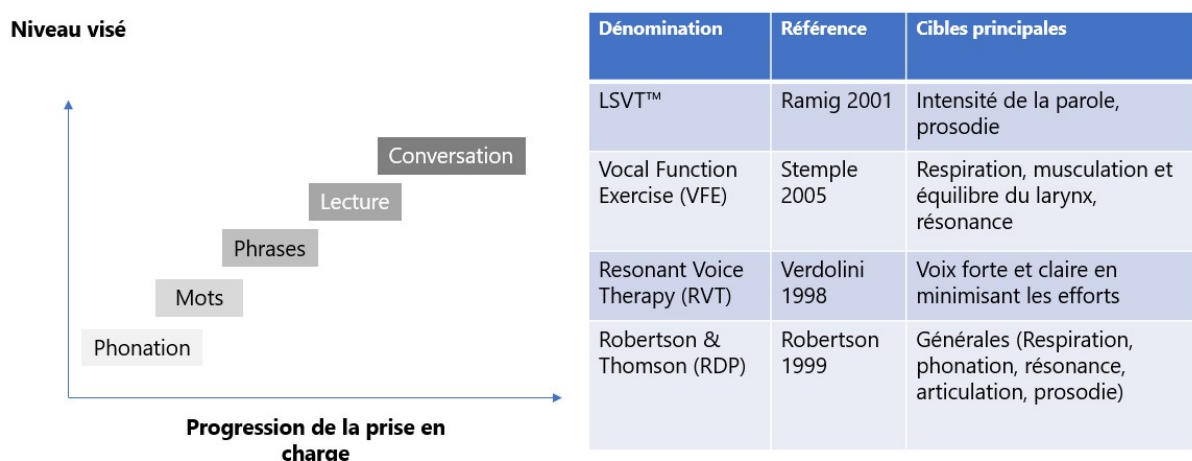 Niveau visé
Conversation
Lecture
Phrases
Mots
Phonation
Progression de la prise en
charge
Dénomination Référence Cibles principales
LSVT™ Ramig 2001 Intensité de la parole,
prosodie
Vocal Function Stemple Respiration, musculation et
Exercise (VFE) 2005 équilibre du larynx,
résonance
Resonant Voice Verdolini Voix forte et claire en
Therapy (RVT) 1998 minimisant les efforts
Robertson & Robertson Générales (Respiration,
Thomson (RDP) 1999 phonation, résonance,
articulation, prosodie)